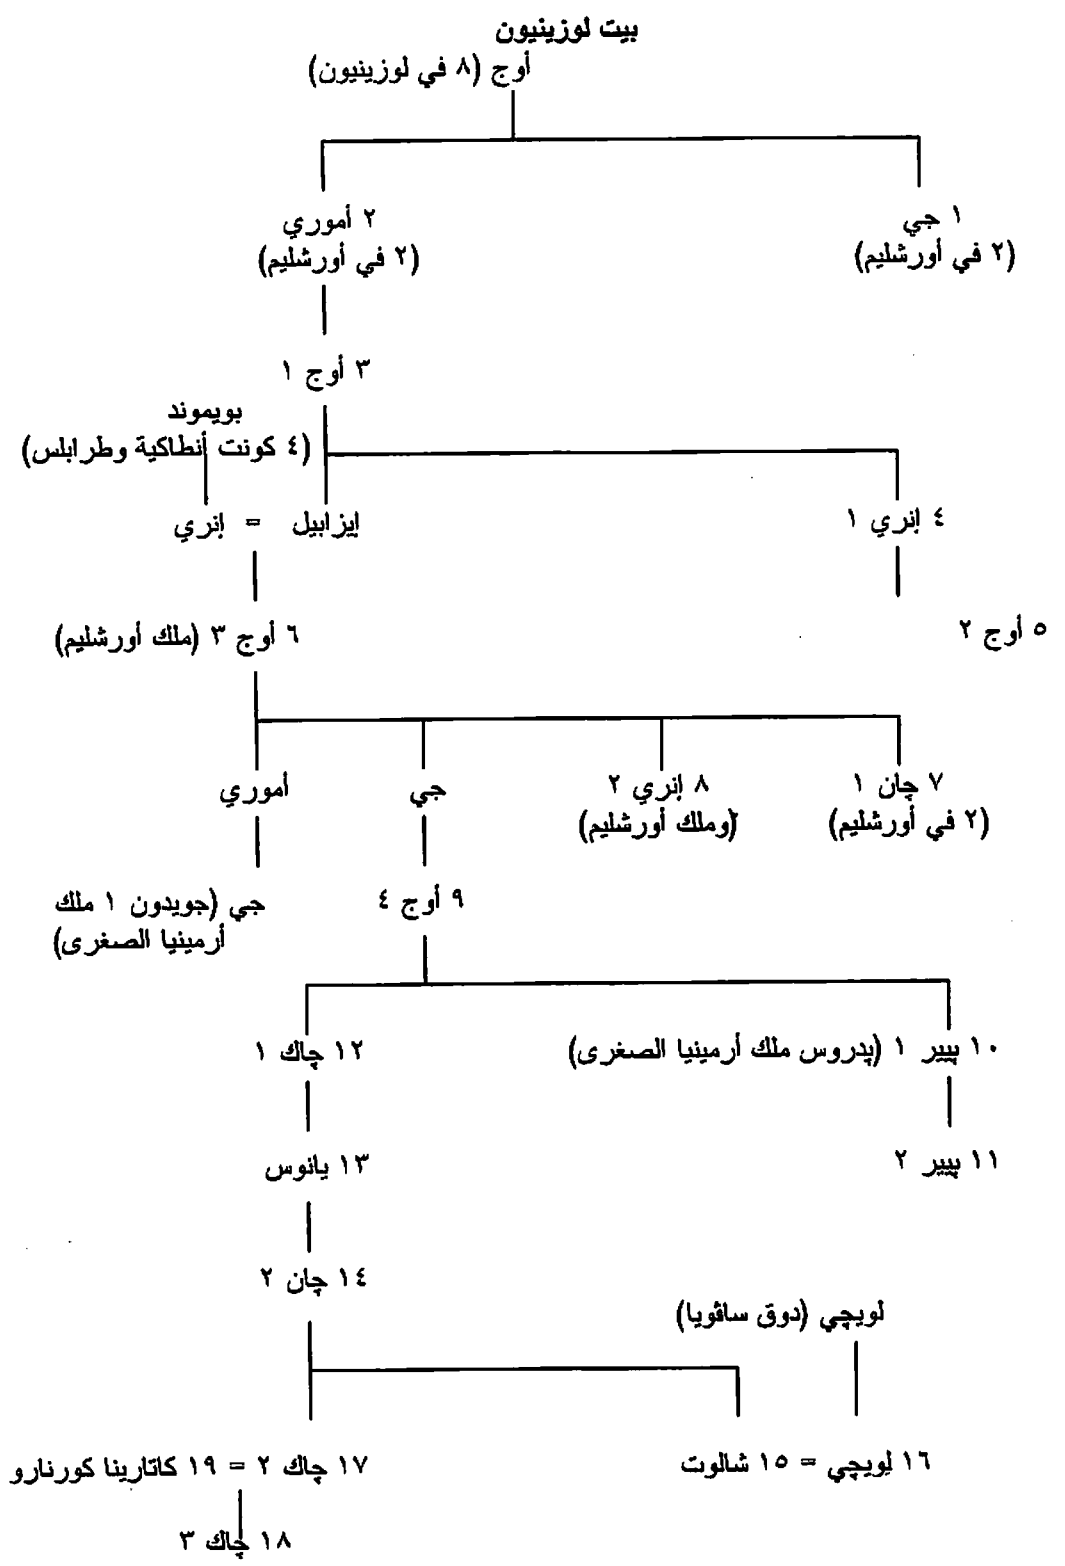 بيت لوزينيون
أوج (٨ في لوزينيون)
١ جي
(٢ في أورشليم)
٢ أموري
(٢ في أورشليم)
٣ أوج ١
بويموند
(٤ كونت أنطاكية وطرابلس)
٤ إنري ١
إيزابيل = إنري
٥ أوج ٢
٦ أوج ٣ (ملك أورشليم)
٧ چان ١
(٢ في أورشليم)
٨ إنري ٢
(وملك أورشليم)
جي
أموري
٩ أوج ٤
جي (جويدون ١ ملك
أرمينيا الصغرى)
١٠ پيير ١ (پدروس ملك أرمينيا الصغرى)
١٢ چاك ١
١١ پيير ٢
١٣ يانوس
١٤ چان ٢
لويچي (دوق ساڤويا)
١٦ لويچي = ١٥ شالوت
١٧ چاك ٢ = ١٩ كاتارينا كورنارو
١٨ چاك ٣